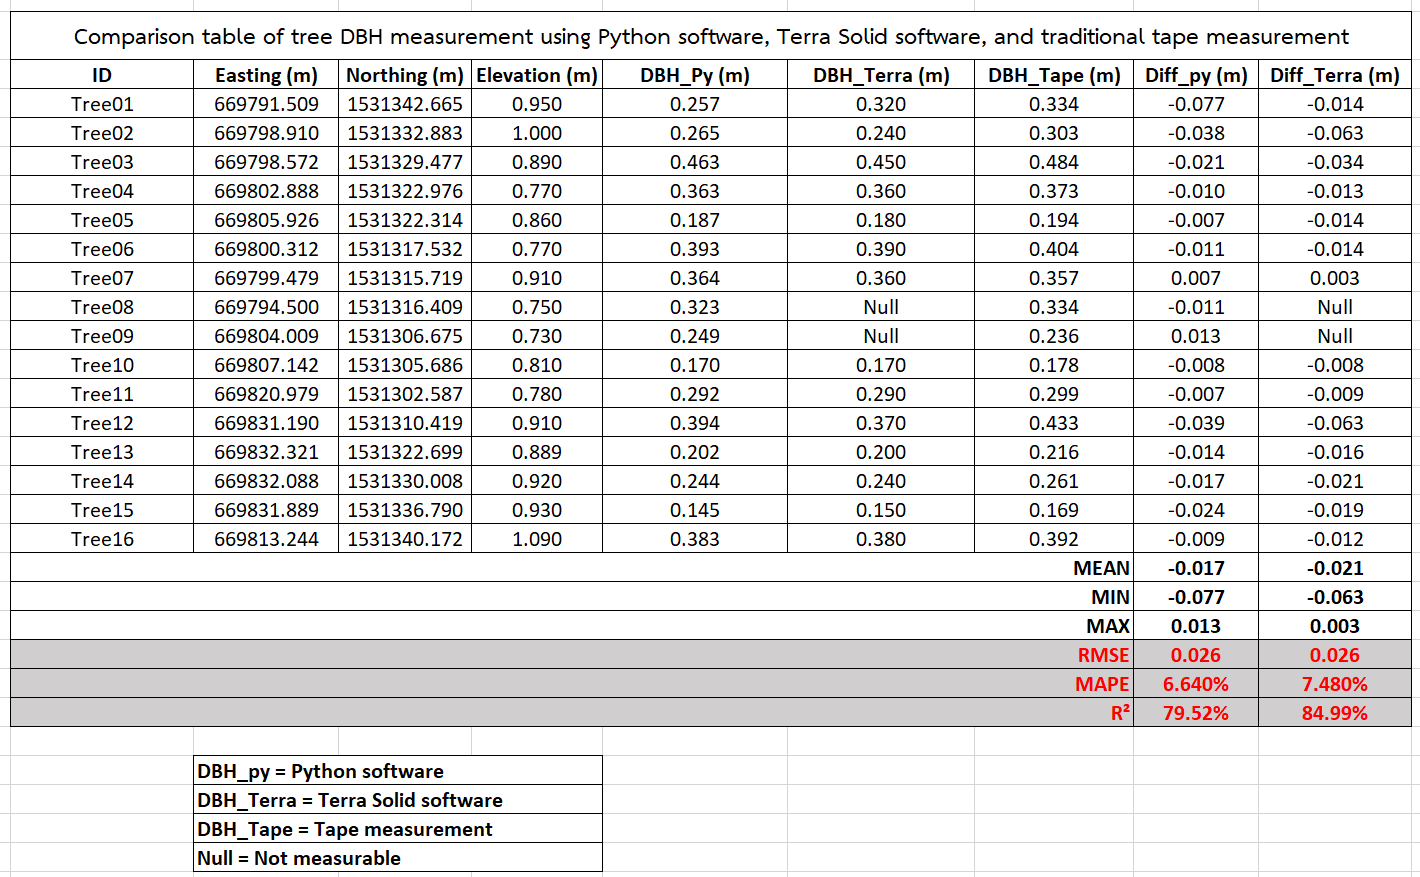 Comparison table of tree DBH measurement using Python software, Terra Solid software, and traditional tape measurement
ID Easting (m) Northing (m) Elevation (m) DBH_Py (m) DBH_Terra (m) DBH_Tape (m) Diff_py (m) Diff_Terra (m)
Tree01 669791.509 1531342.665 0.950 0.257 0.320 0.334 -0.077 -0.014
Tree02 669798.910 1531332.883 1.000 0.265 0.240 0.303 -0.038 -0.063
Tree03 669798.572 1531329.477 0.890 0.463 0.450 0.484 -0.021 -0.034
Tree04 669802.888 1531322.976 0.770 0.363 0.360 0.373 -0.010 -0.013
Tree05 669805.926 1531322.314 0.860 0.187 0.180 0.194 -0.007 -0.014
Tree06 669800.312 1531317.532 0.770 0.393 0.390 0.404 -0.011 -0.014
Tree07 669799.479 1531315.719 0.910 0.364 0.360 0.357 0.007 0.003
Tree08 669794.500 1531316.409 0.750 0.323 Null 0.334 -0.011 Null
Tree09 669804.009 1531306.675 0.730 0.249 Null 0.236 0.013 Null
Tree10 669807.142 1531305.686 0.810 0.170 0.170 0.178 -0.008 -0.008
Tree11 669820.979 1531302.587 0.780 0.292 0.290 0.299 -0.007 -0.009
Tree12 669831.190 1531310.419 0.910 0.394 0.370 0.433 -0.039 -0.063
Tree13 669832.321 1531322.699 0.889 0.202 0.200 0.216 -0.014 -0.016
Tree14 669832.088 1531330.008 0.920 0.244 0.240 0.261 -0.017 -0.021
Tree15 669831.889 1531336.790 0.930 0.145 0.150 0.169 -0.024 -0.019
Tree16 669813.244 1531340.172 1.090 0.383 0.380 0.392 -0.009 -0.012
MEAN -0.017 -0.021
MIN -0.077 -0.063
MAX 0.013 0.003
RMSE 0.026 0.026
MAPE 6.640% 7.480%
R² 79.52% 84.99%
DBH_py = Python software
DBH_Terra = Terra Solid software
DBH_Tape = Tape measurement
Null = Not measurable